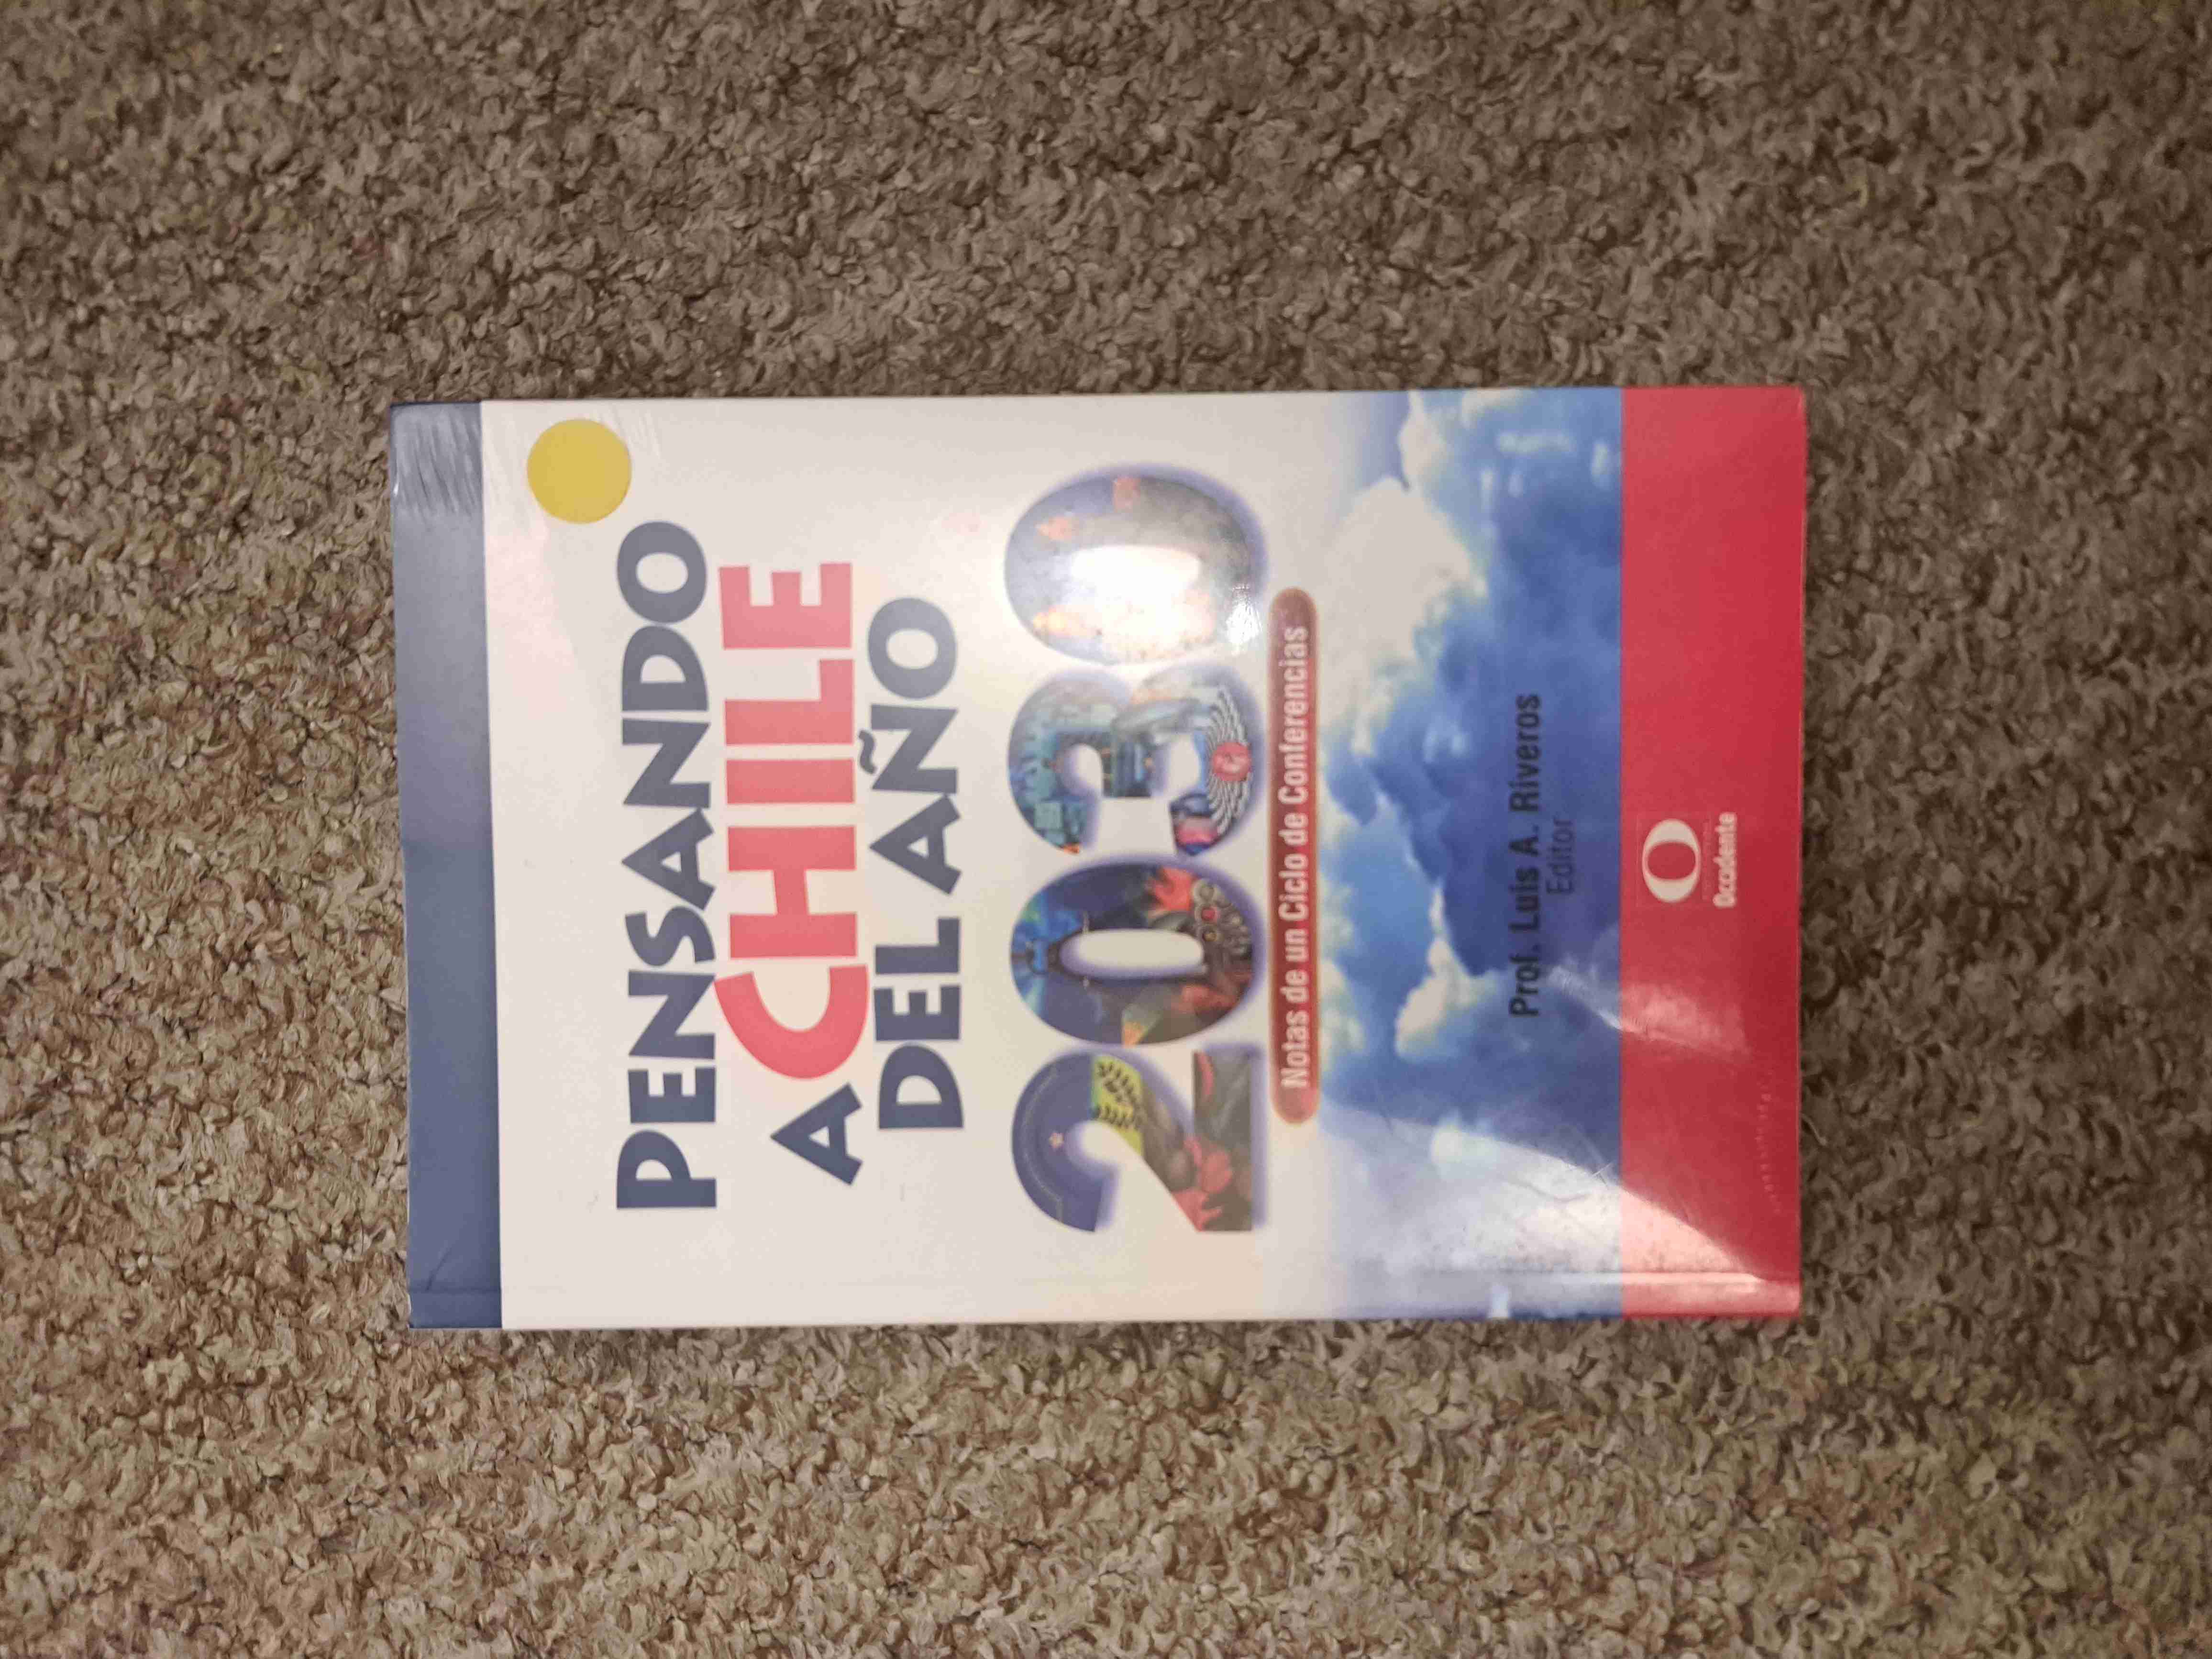 PENSANDO
A CHILE
DEL AÑO
2030
Notas de un Ciclo de Conferencias
Prof. Luis A. Riveros
Editor
O
Occidente